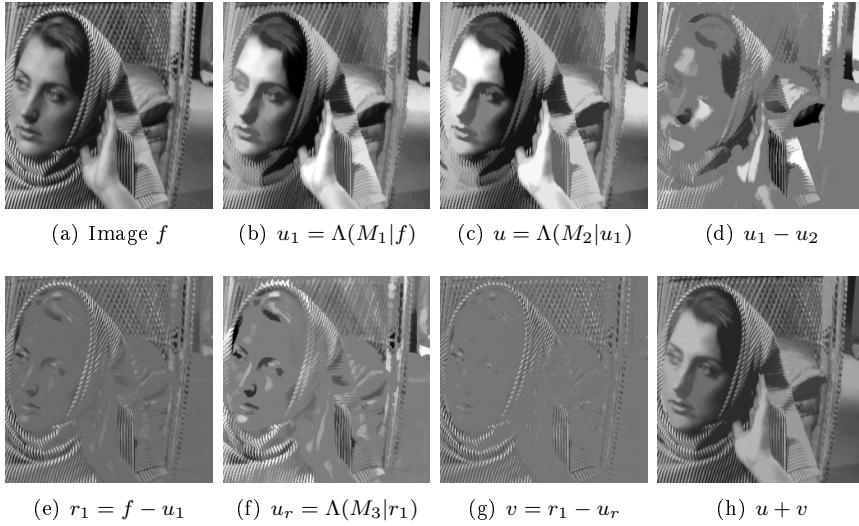 (a) Image f
(b) u₁ = Λ(M₁|f)
(c) u = Λ(M₂|u₁)
(d) u₁ − u₂
(e) r₁ = f − u₁
(f) uᵣ = Λ(M₃|r₁)
(g) v = r₁ − uᵣ
(h) u + v